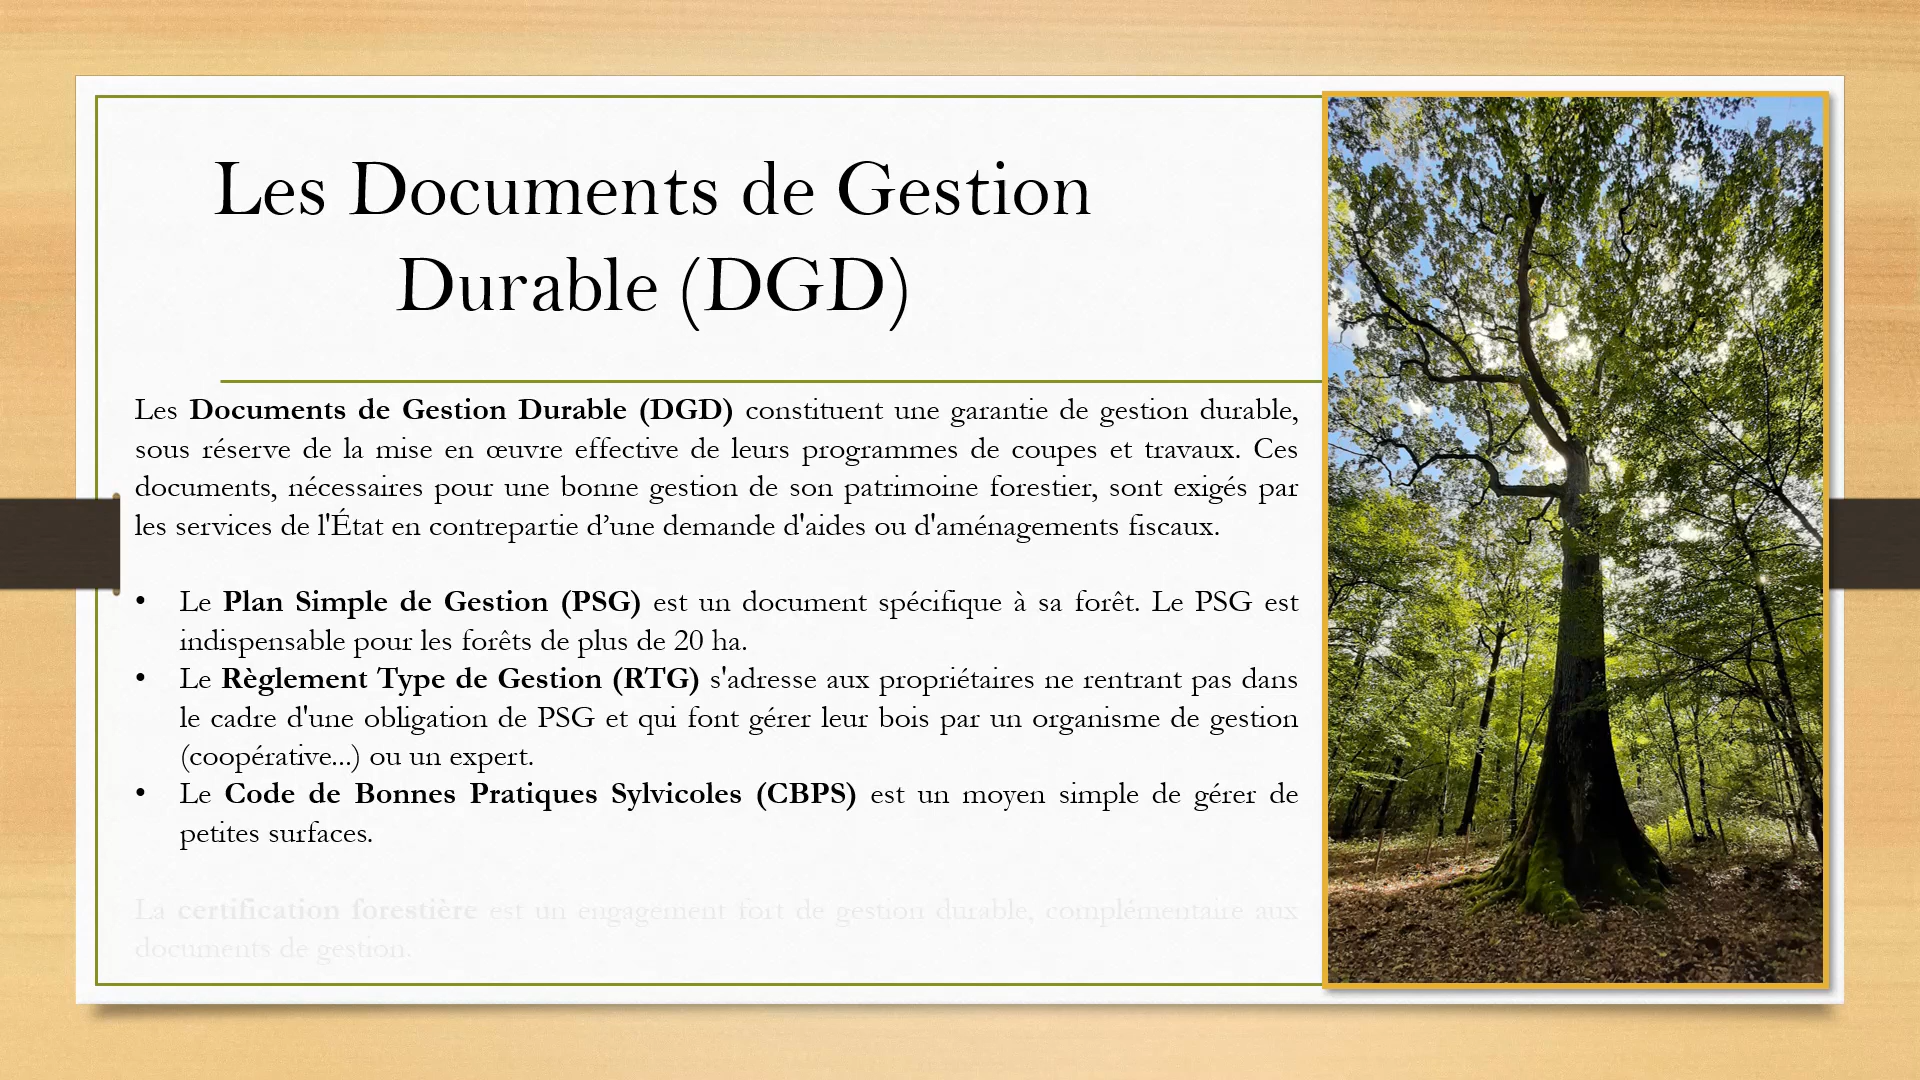 Les Documents de Gestion
Durable (DGD)
Les Documents de Gestion Durable (DGD) constituent une garantie de gestion durable,
sous réserve de la mise en œuvre effective de leurs programmes de coupes et travaux. Ces
documents, nécessaires pour une bonne gestion de son patrimoine forestier, sont exigés par
les services de l'État en contrepartie d’une demande d'aides ou d'aménagements fiscaux.
• Le Plan Simple de Gestion (PSG) est un document spécifique à sa forêt. Le PSG est
indispensable pour les forêts de plus de 20 ha.
• Le Règlement Type de Gestion (RTG) s'adresse aux propriétaires ne rentrant pas dans
le cadre d'une obligation de PSG et qui font gérer leur bois par un organisme de gestion
(coopérative...) ou un expert.
• Le Code de Bonnes Pratiques Sylvicoles (CBPS) est un moyen simple de gérer de
petites surfaces.
La certification forestière est un engagement fort de gestion durable, complémentaire aux
documents de gestion.